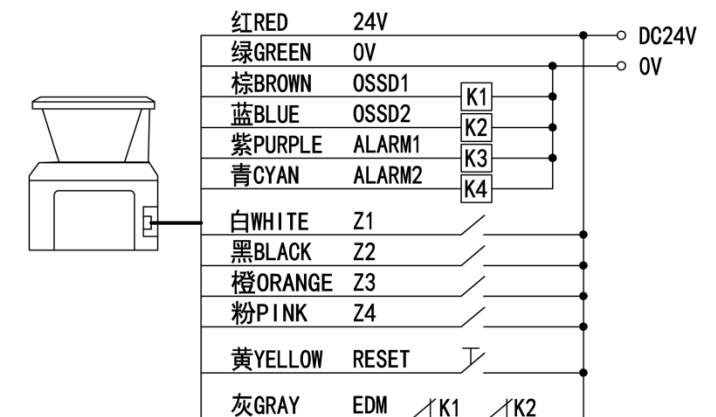 红RED 24V
DC24V
绿GREEN 0V
0V
棕BROWN OSSD1
K1
蓝BLUE OSSD2
K2
紫PURPLE ALARM1
K3
青CYAN ALARM2
K4
白WHITE Z1
黑BLACK Z2
橙ORANGE Z3
粉PINK Z4
黄YELLOW RESET
灰GRAY EDM K1 K2